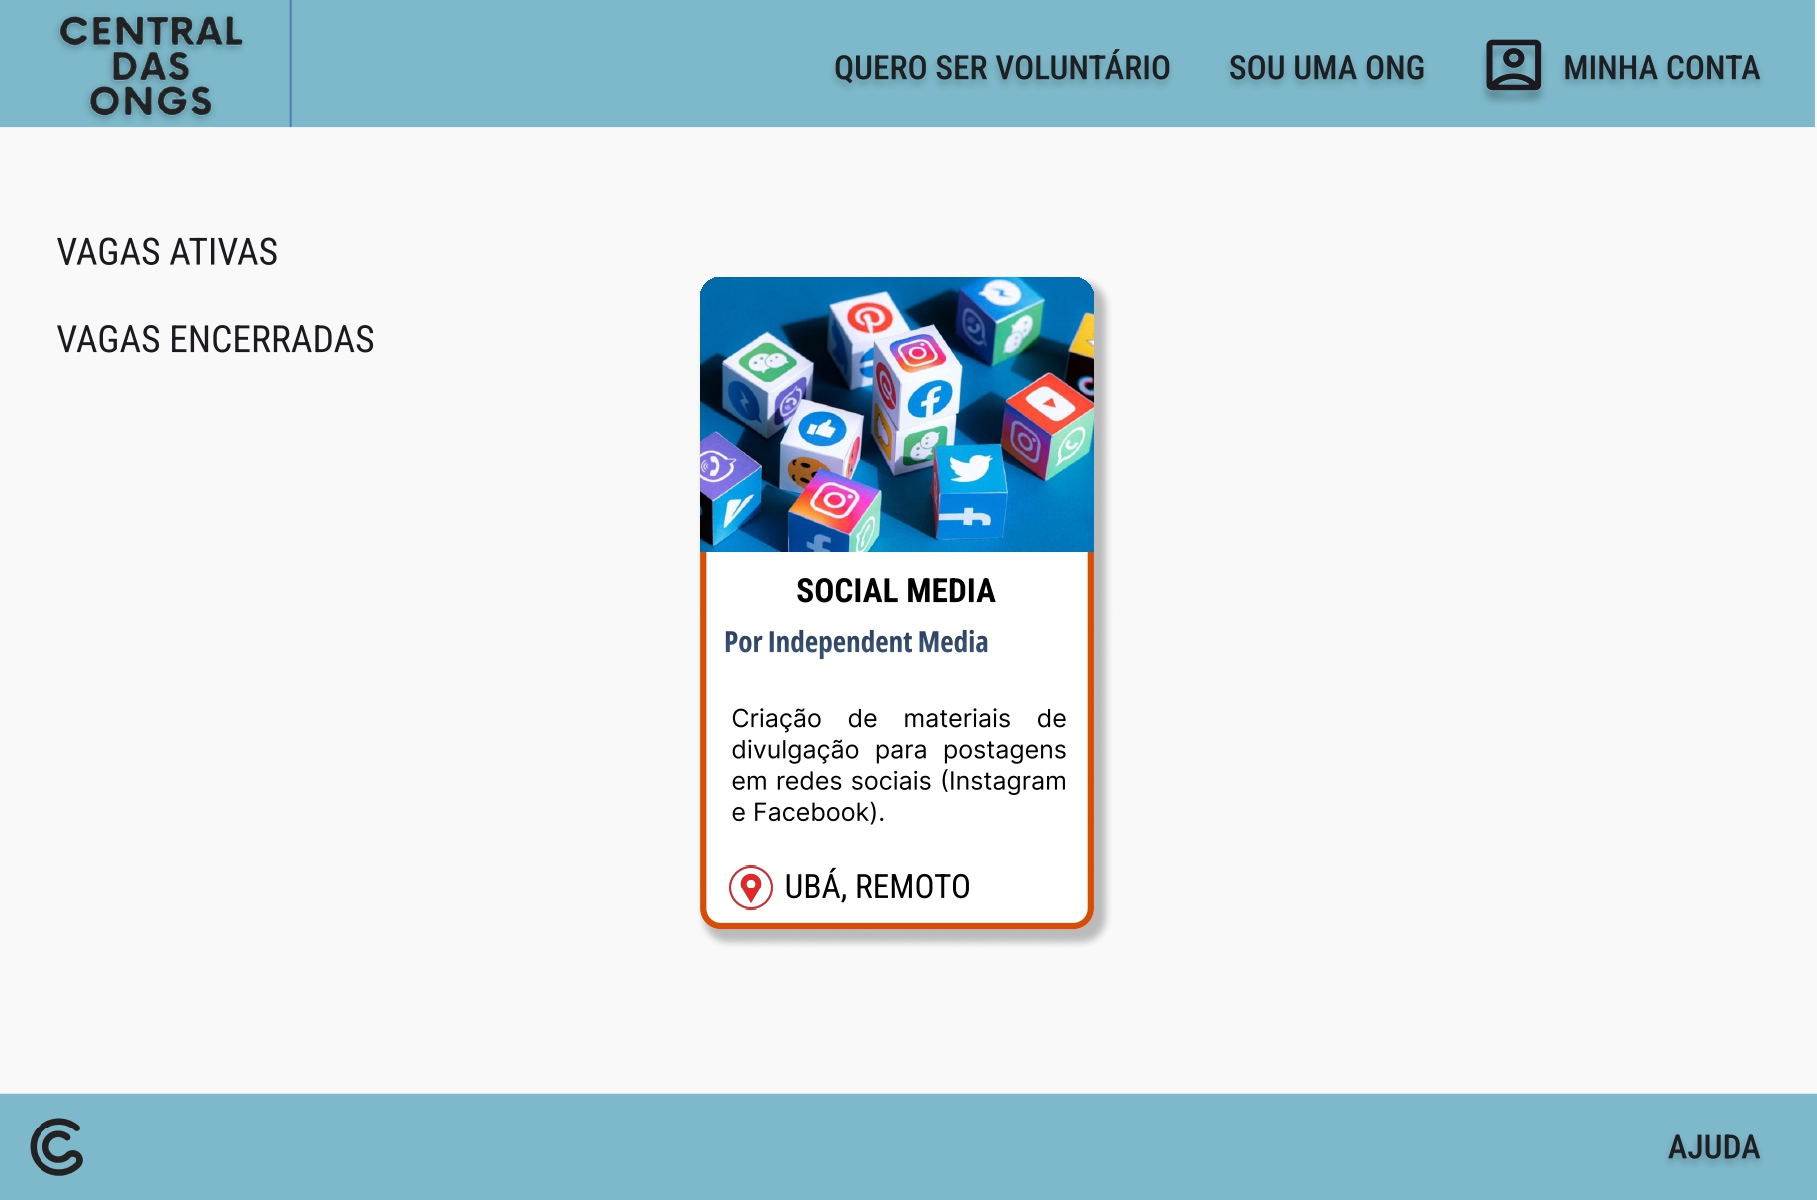 CENTRAL
DAS
ONGS
QUERO SER VOLUNTÁRIO
SOU UMA ONG
MINHA CONTA
VAGAS ATIVAS
VAGAS ENCERRADAS
SOCIAL MEDIA
Por Independent Media
Criação de materiais de
divulgação para postagens
em redes sociais (Instagram
e Facebook).
UBÁ, REMOTO
AJUDA